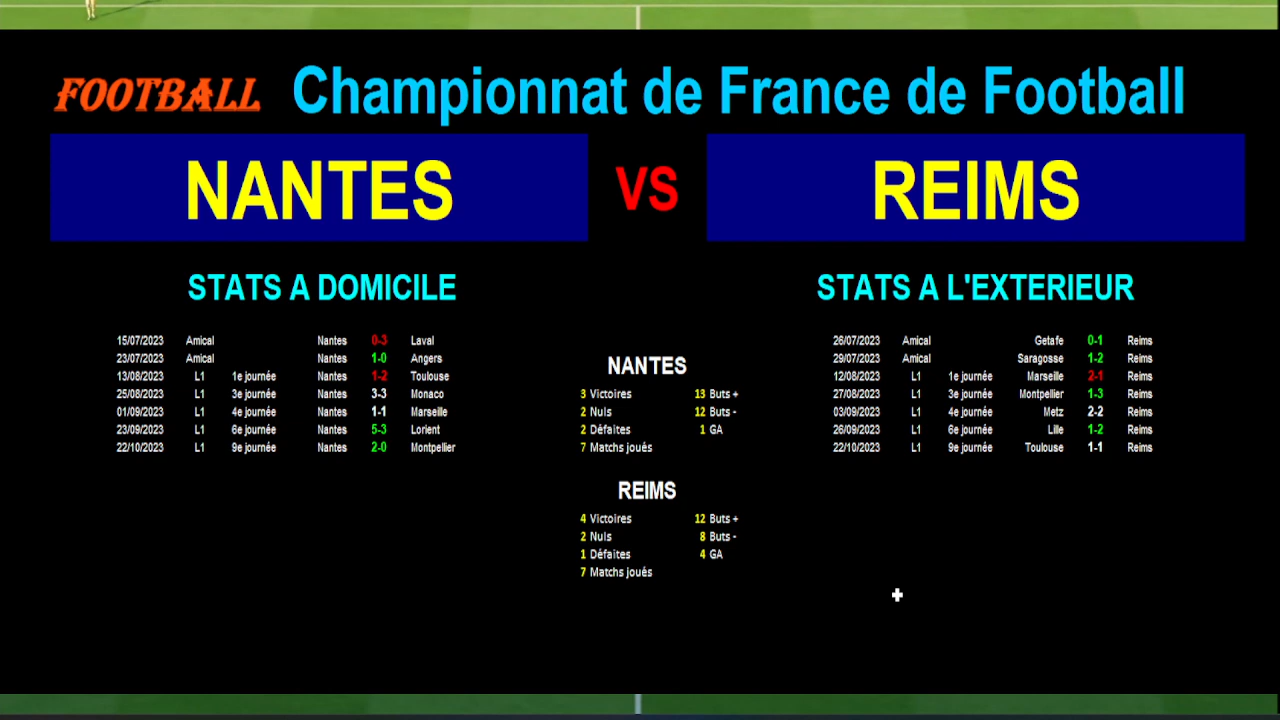 FOOTBALL Championnat de France de Football
NANTES VS REIMS
STATS A DOMICILE
15/07/2023 Amical Nantes 0-3 Laval
23/07/2023 Amical Nantes 1-0 Angers
13/08/2023 L1 1e journée Nantes 1-2 Toulouse
25/08/2023 L1 3e journée Nantes 3-3 Monaco
01/09/2023 L1 4e journée Nantes 1-1 Marseille
23/09/2023 L1 6e journée Nantes 5-3 Lorient
22/10/2023 L1 9e journée Nantes 2-0 Montpellier
NANTES
3 Victoires 13 Buts +
2 Nuls 12 Buts -
2 Défaites 1 GA
7 Matchs joués
REIMS
4 Victoires 12 Buts +
2 Nuls 8 Buts -
1 Défaites 4 GA
7 Matchs joués
STATS A L'EXTERIEUR
26/07/2023 Amical Getafe 0-1 Reims
29/07/2023 Amical Saragosse 1-2 Reims
12/08/2023 L1 1e journée Marseille 2-1 Reims
27/08/2023 L1 3e journée Montpellier 1-3 Reims
03/09/2023 L1 4e journée Metz 2-2 Reims
26/09/2023 L1 6e journée Lille 1-2 Reims
22/10/2023 L1 9e journée Toulouse 1-1 Reims